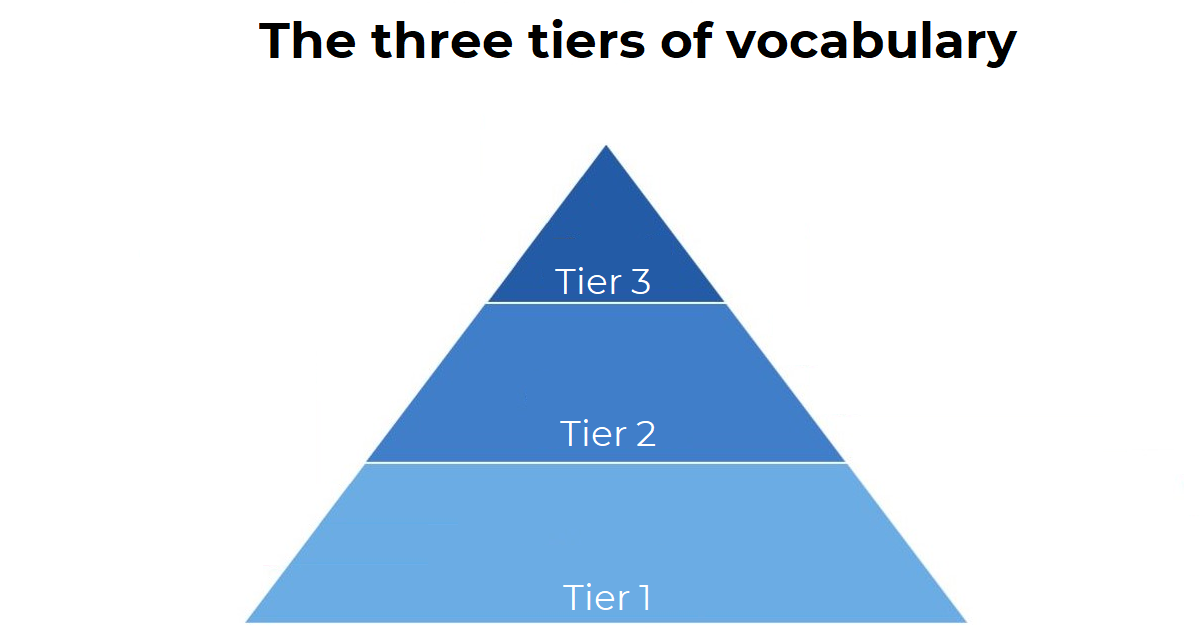 The three tiers of vocabulary
Tier 3
Tier 2
Tier 1